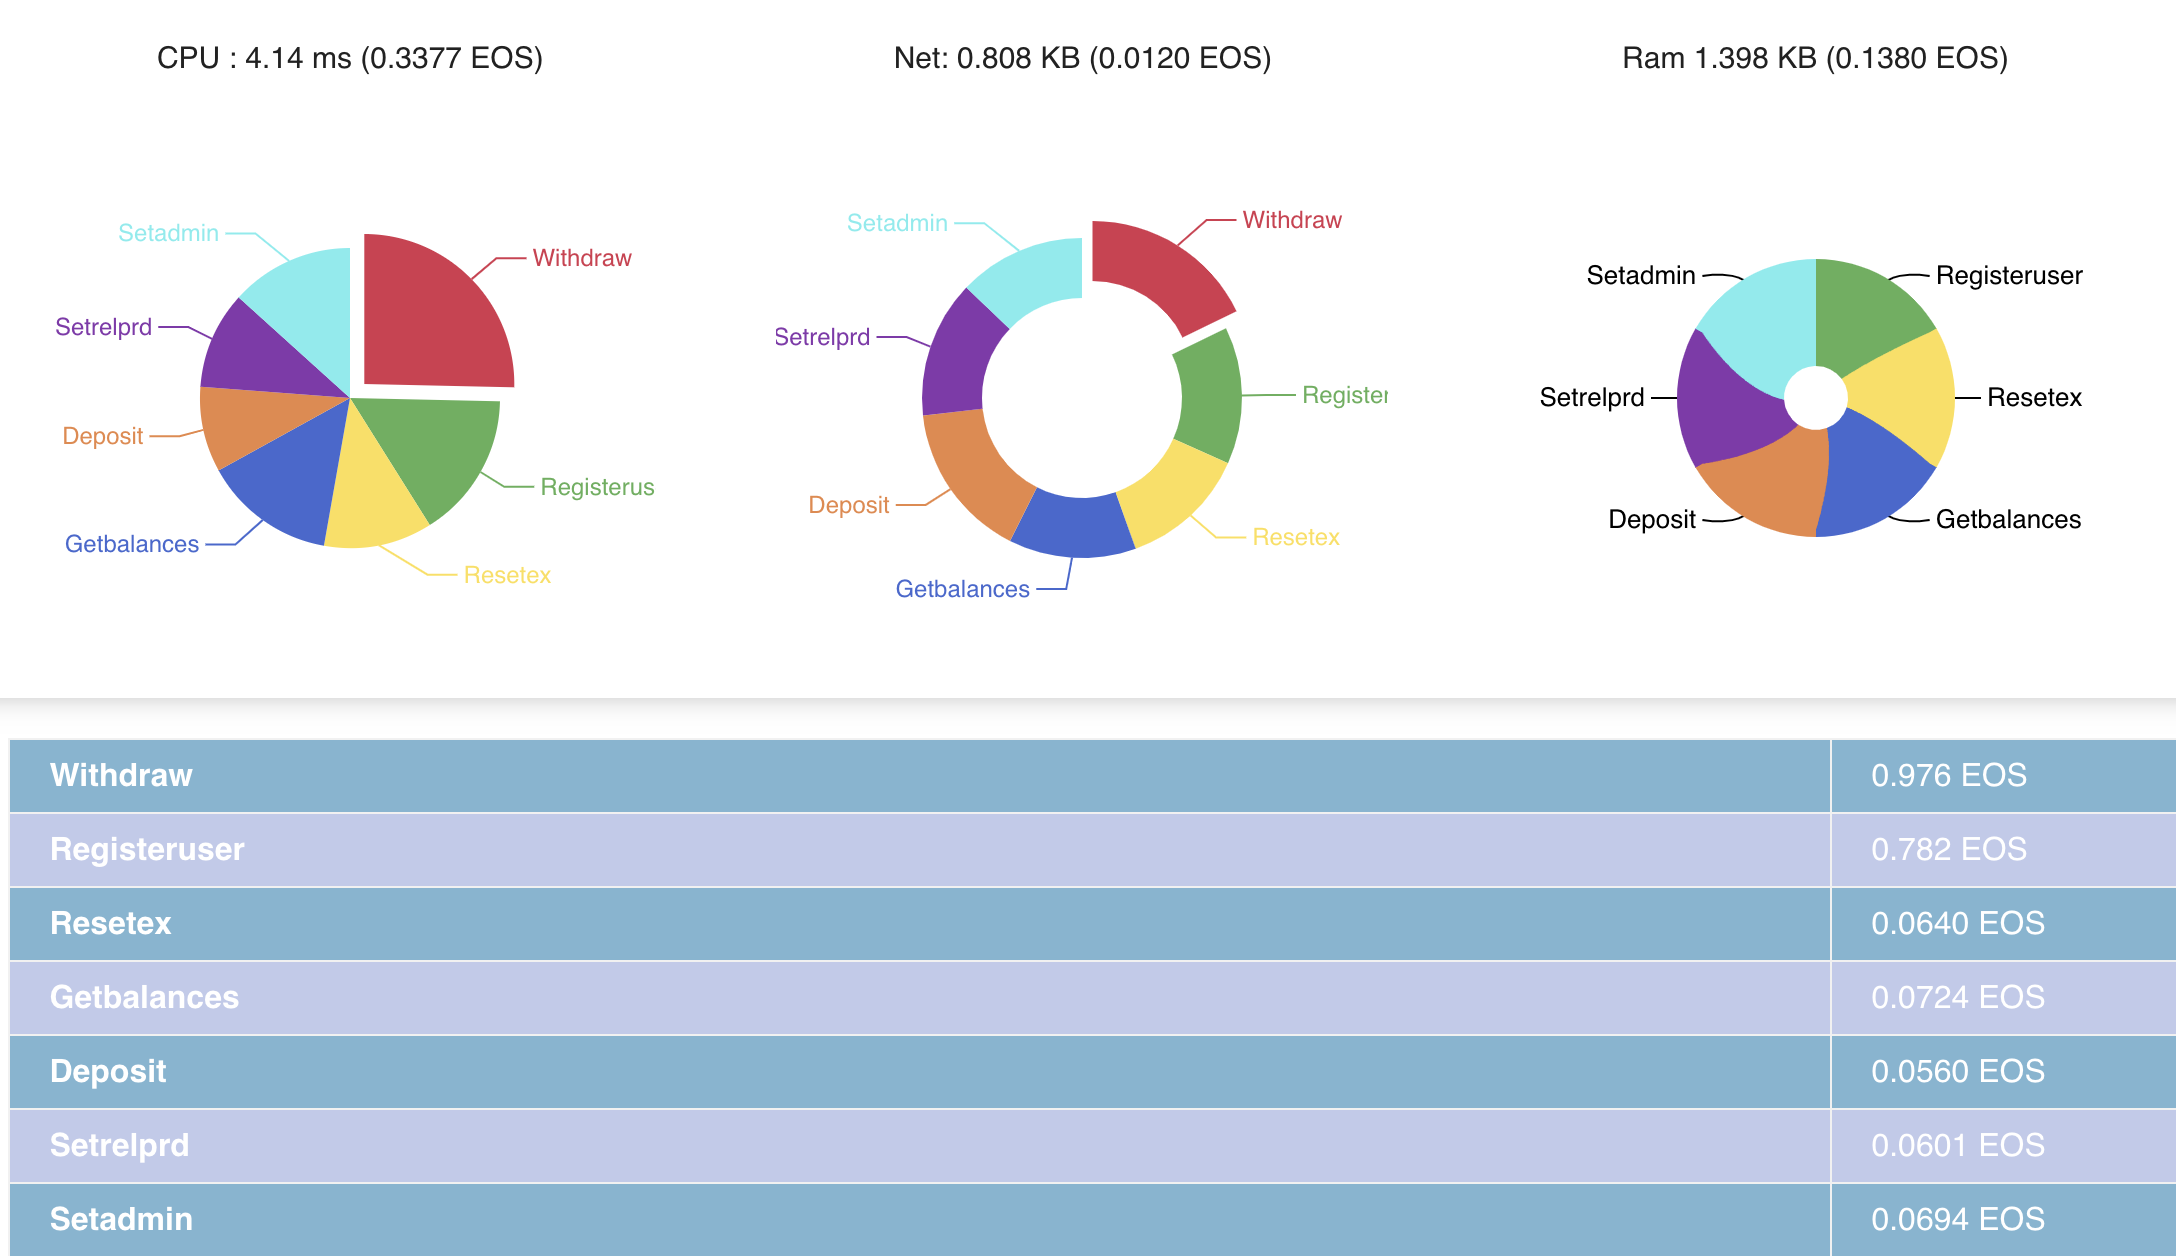 CPU : 4.14 ms (0.3377 EOS)
Setadmin
Withdraw
Setrelprd
Deposit
Registerus
Getbalances
Resetex
Net: 0.808 KB (0.0120 EOS)
Setadmin
Withdraw
Setrelprd
Register
Deposit
Resetex
Getbalances
Ram 1.398 KB (0.1380 EOS)
Setadmin
Registeruser
Setrelprd
Resetex
Deposit
Getbalances
Withdraw 0.976 EOS
Registeruser 0.782 EOS
Resetex 0.0640 EOS
Getbalances 0.0724 EOS
Deposit 0.0560 EOS
Setrelprd 0.0601 EOS
Setadmin 0.0694 EOS